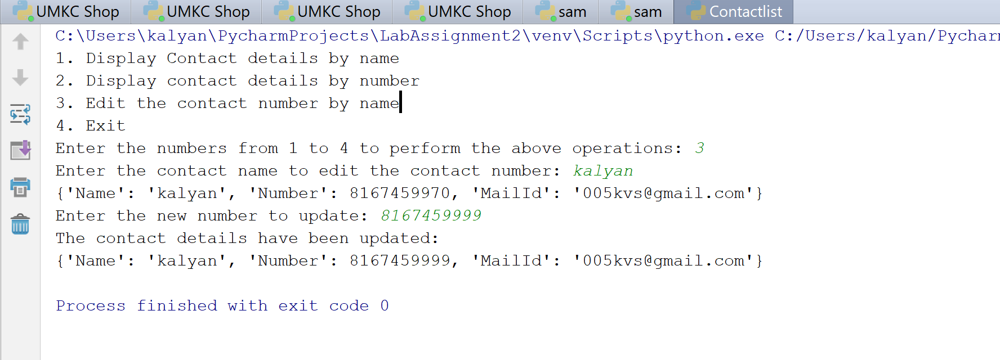 UMKC Shop UMKC Shop UMKC Shop UMKC Shop sam sam Contactlist
C:\Users\kalyan\PycharmProjects\LabAssignment2\venv\Scripts\python.exe C:/Users/kalyan/Pychar
1. Display Contact details by name
2. Display contact details by number
3. Edit the contact number by name
4. Exit
Enter the numbers from 1 to 4 to perform the above operations: 3
Enter the contact name to edit the contact number: kalyan
{'Name': 'kalyan', 'Number': 8167459970, 'MailId': '005kvs@gmail.com'}
Enter the new number to update: 8167459999
The contact details have been updated:
{'Name': 'kalyan', 'Number': 8167459999, 'MailId': '005kvs@gmail.com'}
Process finished with exit code 0